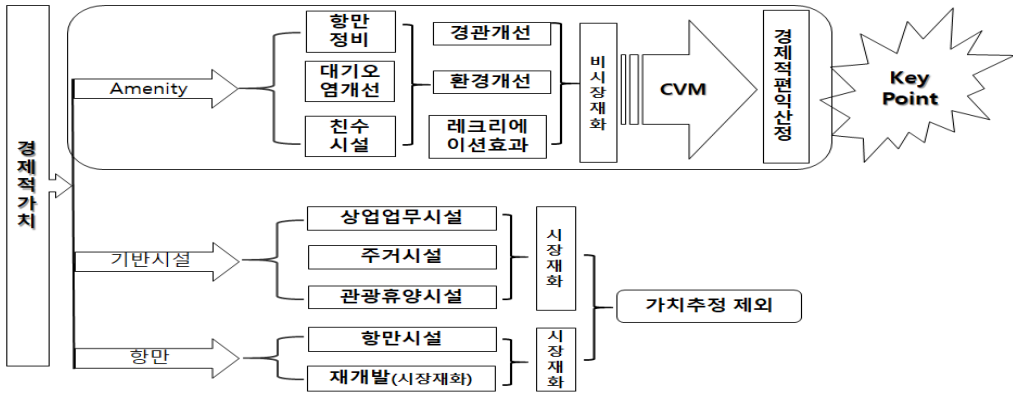 경제적가치
Amenity
항만
정비
대기오
염개선
친수
시설
경관개선
환경개선
레크리에
이션효과
비시장재화
CVM
경제적편익산정
Key
Point
기반시설
상업업무시설
주거시설
관광휴양시설
시장재화
가치추정 제외
항만
항만시설
재개발(시장재화)
시장재화